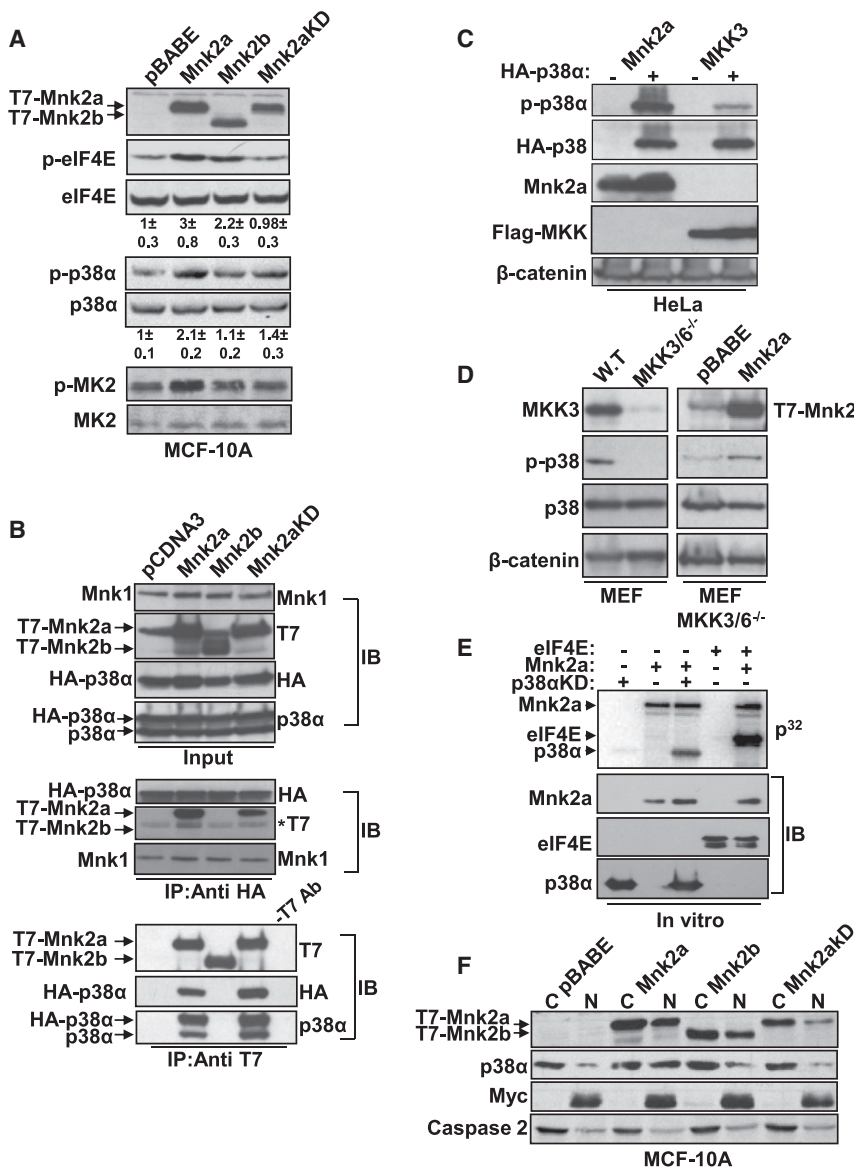 A
pBABE Mnk2a Mnk2b Mnk2aKD
T7-Mnk2a
T7-Mnk2b
p-eIF4E
eIF4E
1± 3± 2.2± 0.98±
0.3 0.8 0.3 0.3
p-p38α
p38α
1± 2.1± 1.1± 1.4±
0.1 0.2 0.2 0.3
p-MK2
MK2
MCF-10A
B
pCDNA3 Mnk2a Mnk2b Mnk2aKD
Mnk1 Mnk1
T7-Mnk2a T7
T7-Mnk2b
HA-p38α HA
HA-p38α p38α
p38α
IB
Input
HA-p38α HA
T7-Mnk2a
T7-Mnk2b *T7
Mnk1 Mnk1
IB
IP:Anti HA
-T7 Ab
T7-Mnk2a T7
T7-Mnk2b
HA-p38α HA
HA-p38α p38α
p38α
IB
IP:Anti T7
C
Mnk2a MKK3
HA-p38α: - + - +
p-p38α
HA-p38
Mnk2a
Flag-MKK
β-catenin
HeLa
D
W.T MKK3/6-/- pBABE Mnk2a
MKK3 T7-Mnk2
p-p38
p38
β-catenin
MEF MEF
MKK3/6-/-
E
eIF4E: - - - + +
Mnk2a: - + + - +
p38αKD: + - + - -
Mnk2a
eIF4E
p38α
p32
Mnk2a
eIF4E
p38α
IB
In vitro
F
pBABE Mnk2a Mnk2b Mnk2aKD
C N C N C N C N
T7-Mnk2a
T7-Mnk2b
p38α
Myc
Caspase 2
MCF-10A